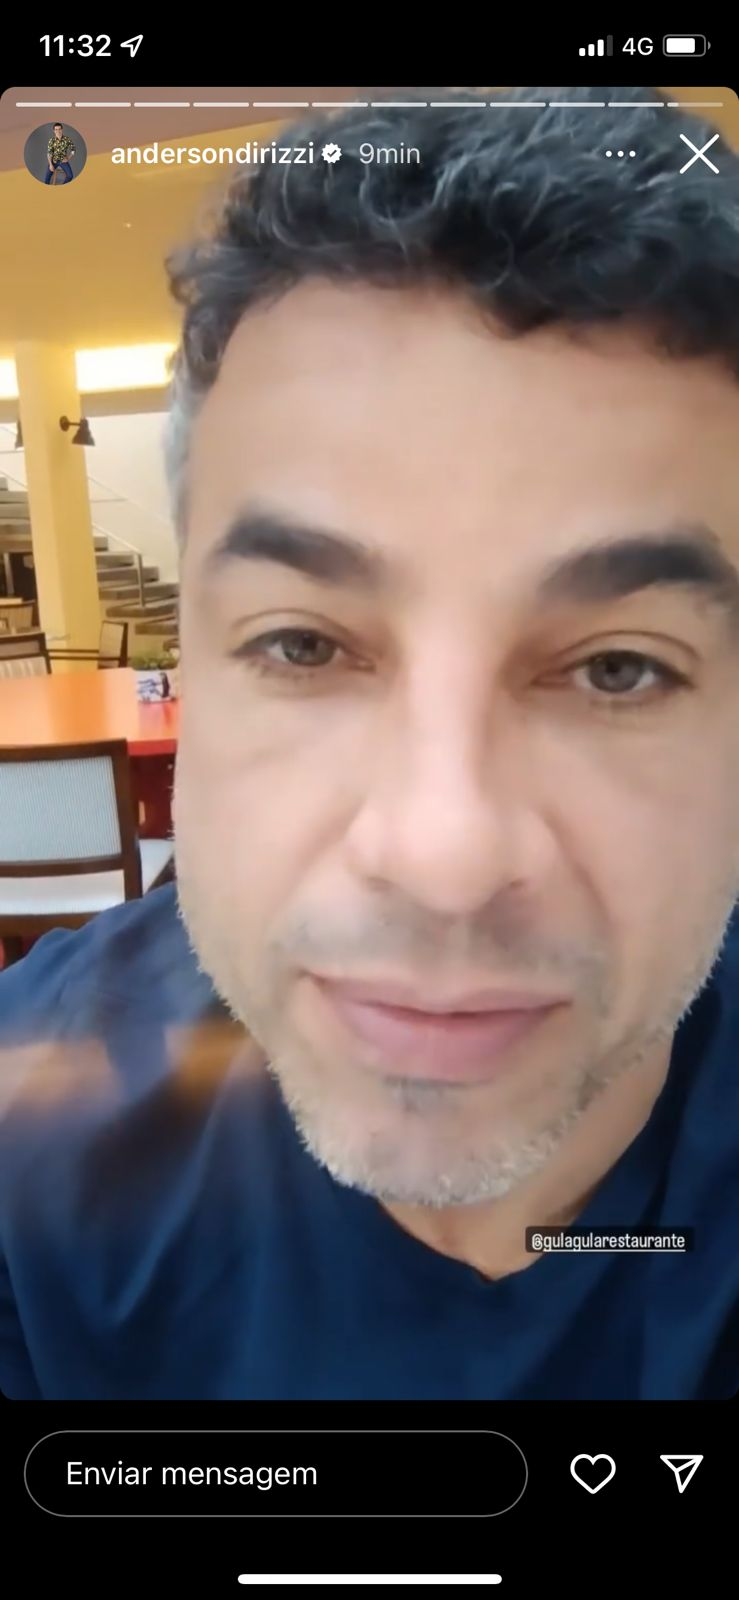 11:32 4G
andersondirizzi 9min
@gulagularestaurante
Enviar mensagem